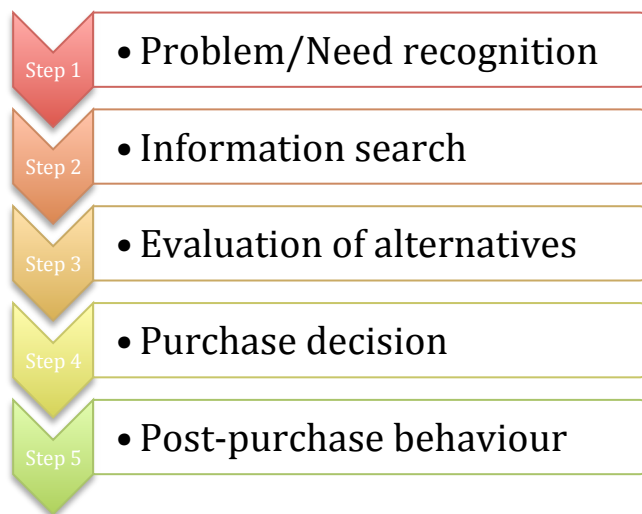 Step 1
• Problem/Need recognition
Step 2
• Information search
Step 3
• Evaluation of alternatives
Step 4
• Purchase decision
Step 5
• Post-purchase behaviour